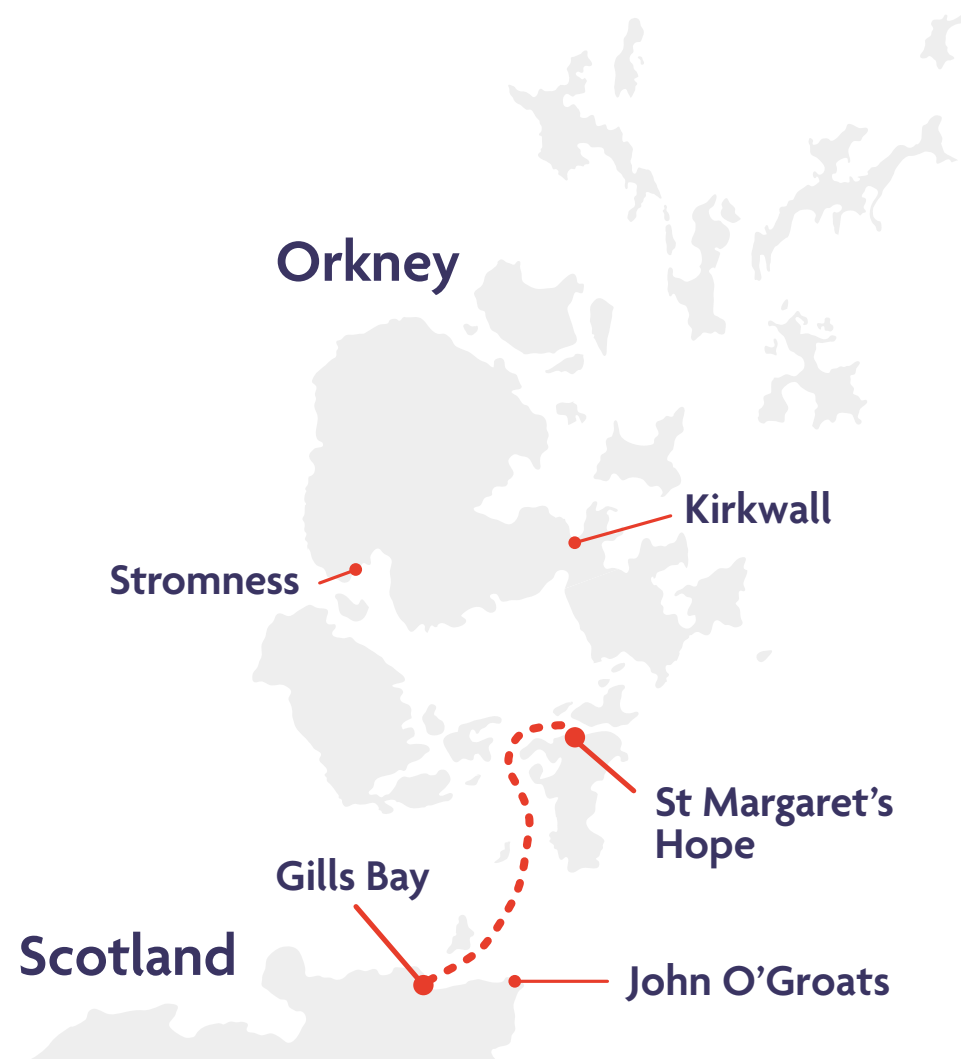 Orkney
Kirkwall
Stromness
St Margaret’s
Hope
Gills Bay
Scotland
John O’Groats